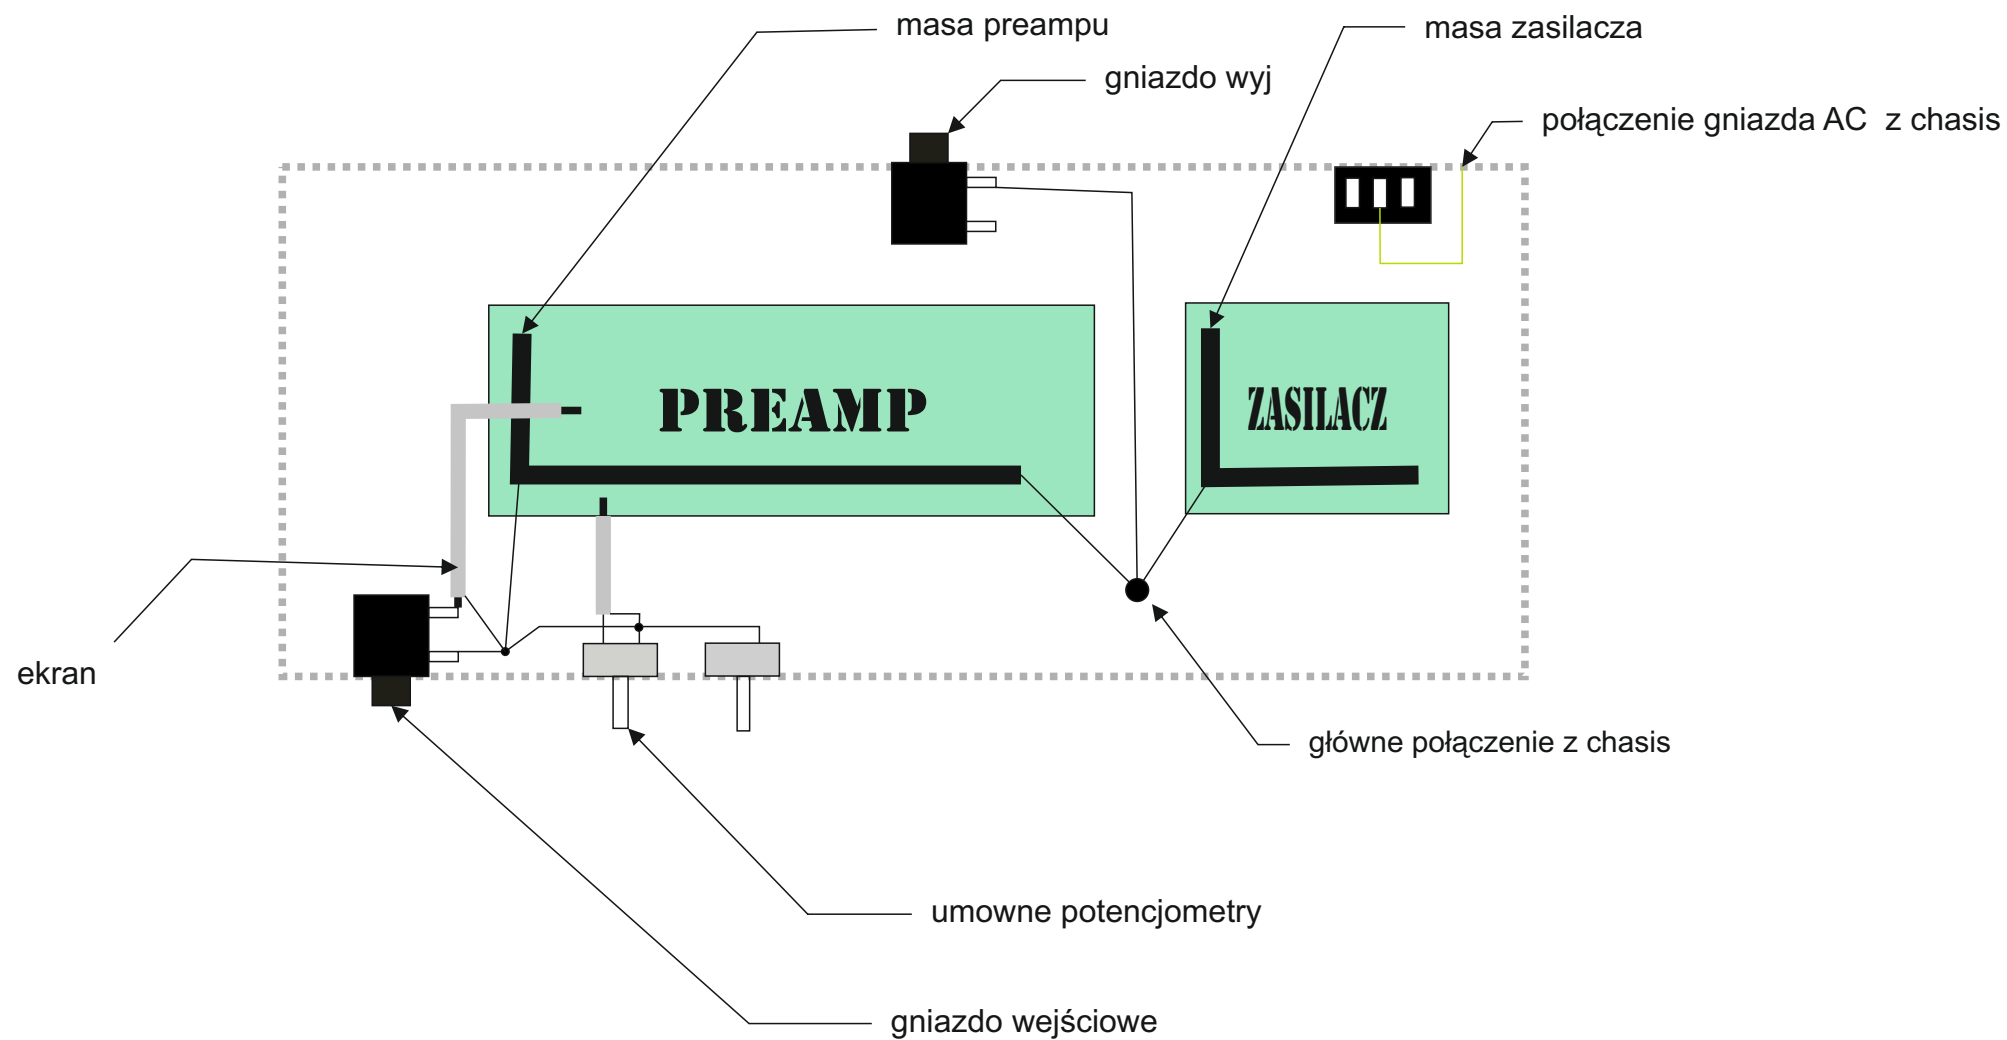 masa preampu
masa zasilacza
gniazdo wyj
połączenie gniazda AC z chasis
PREAMP
ZASILACZ
ekran
główne połączenie z chasis
umowne potencjometry
gniazdo wejściowe